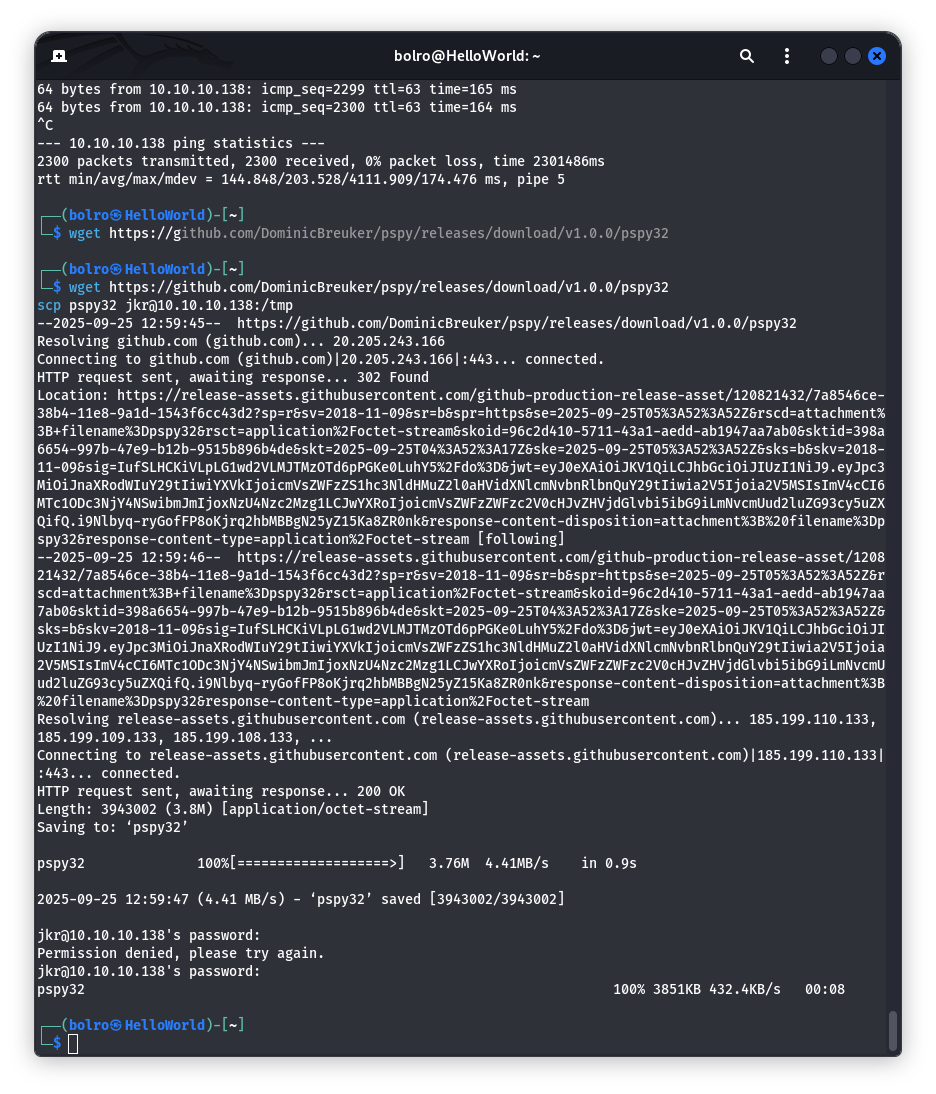 bolro@HelloWorld: ~
64 bytes from 10.10.10.138: icmp_seq=2299 ttl=63 time=165 ms
64 bytes from 10.10.10.138: icmp_seq=2300 ttl=63 time=164 ms
^C
--- 10.10.10.138 ping statistics ---
2300 packets transmitted, 2300 received, 0% packet loss, time 2301486ms
rtt min/avg/max/mdev = 144.848/203.528/4111.909/174.476 ms, pipe 5
┌──(bolro㉿HelloWorld)-[~]
└─$ wget https://github.com/DominicBreuker/pspy/releases/download/v1.0.0/pspy32
┌──(bolro㉿HelloWorld)-[~]
└─$ wget https://github.com/DominicBreuker/pspy/releases/download/v1.0.0/pspy32
scp pspy32 jkr@10.10.10.138:/tmp
--2025-09-25 12:59:45--  https://github.com/DominicBreuker/pspy/releases/download/v1.0.0/pspy32
Resolving github.com (github.com)... 20.205.243.166
Connecting to github.com (github.com)|20.205.243.166|:443... connected.
HTTP request sent, awaiting response... 302 Found
Location: https://release-assets.githubusercontent.com/github-production-release-asset/120821432/7a8546ce-
38b4-11e8-9a1d-1543f6cc43d2?sp=r&sv=2018-11-09&sr=b&spr=https&se=2025-09-25T05%3A52%3A52Z&rscd=attachment%
3B+filename%3Dpspy32&rsct=application%2Foctet-stream&skoid=96c2d410-5711-43a1-aedd-ab1947aa7ab0&sktid=398a
6654-997b-47e9-b12b-9515b896b4de&skt=2025-09-25T04%3A52%3A17Z&ske=2025-09-25T05%3A52%3A52Z&sks=b&skv=2018-
11-09&sig=IufSLHCKiVLpLG1wd2VLMJTMzOTd6pPGKe0LuhY5%2Fdo%3D&jwt=eyJ0eXAiOiJKV1QiLCJhbGciOiJIUzI1NiJ9.eyJpc3
MiOiJnaXRodWIuY29tIiwiYXVkIjoicmVsZWFzZS1hc3NldHMuZ2l0aHVidXNlcmNvbnRlbnQuY29tIiwia2V5Ijoia2V5MSIsImV4cCI6
MTc1ODc3NjY4NSwibmJmIjoxNzU4Nzc2Mzg1LCJwYXRoIjoicmVsZWFzZWFzc2V0cHJvZHVjdGlvbi5ibG9iLmNvcmUud2luZG93cy5uZX
QifQ.i9Nlbyq-ryGofFP8oKjrq2hbMBBgN25yZ15Ka8ZR0nk&response-content-disposition=attachment%3B%20filename%3Dp
spy32&response-content-type=application%2Foctet-stream [following]
--2025-09-25 12:59:46--  https://release-assets.githubusercontent.com/github-production-release-asset/1208
21432/7a8546ce-38b4-11e8-9a1d-1543f6cc43d2?sp=r&sv=2018-11-09&sr=b&spr=https&se=2025-09-25T05%3A52%3A52Z&r
scd=attachment%3B+filename%3Dpspy32&rsct=application%2Foctet-stream&skoid=96c2d410-5711-43a1-aedd-ab1947aa
7ab0&sktid=398a6654-997b-47e9-b12b-9515b896b4de&skt=2025-09-25T04%3A52%3A17Z&ske=2025-09-25T05%3A52%3A52Z&
sks=b&skv=2018-11-09&sig=IufSLHCKiVLpLG1wd2VLMJTMzOTd6pPGKe0LuhY5%2Fdo%3D&jwt=eyJ0eXAiOiJKV1QiLCJhbGciOiJI
UzI1NiJ9.eyJpc3MiOiJnaXRodWIuY29tIiwiYXVkIjoicmVsZWFzZS1hc3NldHMuZ2l0aHVidXNlcmNvbnRlbnQuY29tIiwia2V5Ijoia
2V5MSIsImV4cCI6MTc1ODc3NjY4NSwibmJmIjoxNzU4Nzc2Mzg1LCJwYXRoIjoicmVsZWFzZWFzc2V0cHJvZHVjdGlvbi5ibG9iLmNvcmU
ud2luZG93cy5uZXQifQ.i9Nlbyq-ryGofFP8oKjrq2hbMBBgN25yZ15Ka8ZR0nk&response-content-disposition=attachment%3B
%20filename%3Dpspy32&response-content-type=application%2Foctet-stream
Resolving release-assets.githubusercontent.com (release-assets.githubusercontent.com)... 185.199.110.133,
185.199.109.133, 185.199.108.133, ...
Connecting to release-assets.githubusercontent.com (release-assets.githubusercontent.com)|185.199.110.133|
:443... connected.
HTTP request sent, awaiting response... 200 OK
Length: 3943002 (3.8M) [application/octet-stream]
Saving to: ‘pspy32’
pspy32              100%[===================>]   3.76M  4.41MB/s    in 0.9s
2025-09-25 12:59:47 (4.41 MB/s) - ‘pspy32’ saved [3943002/3943002]
jkr@10.10.10.138's password:
Permission denied, please try again.
jkr@10.10.10.138's password:
pspy32                                                                  100% 3851KB 432.4KB/s   00:08
┌──(bolro㉿HelloWorld)-[~]
└─$